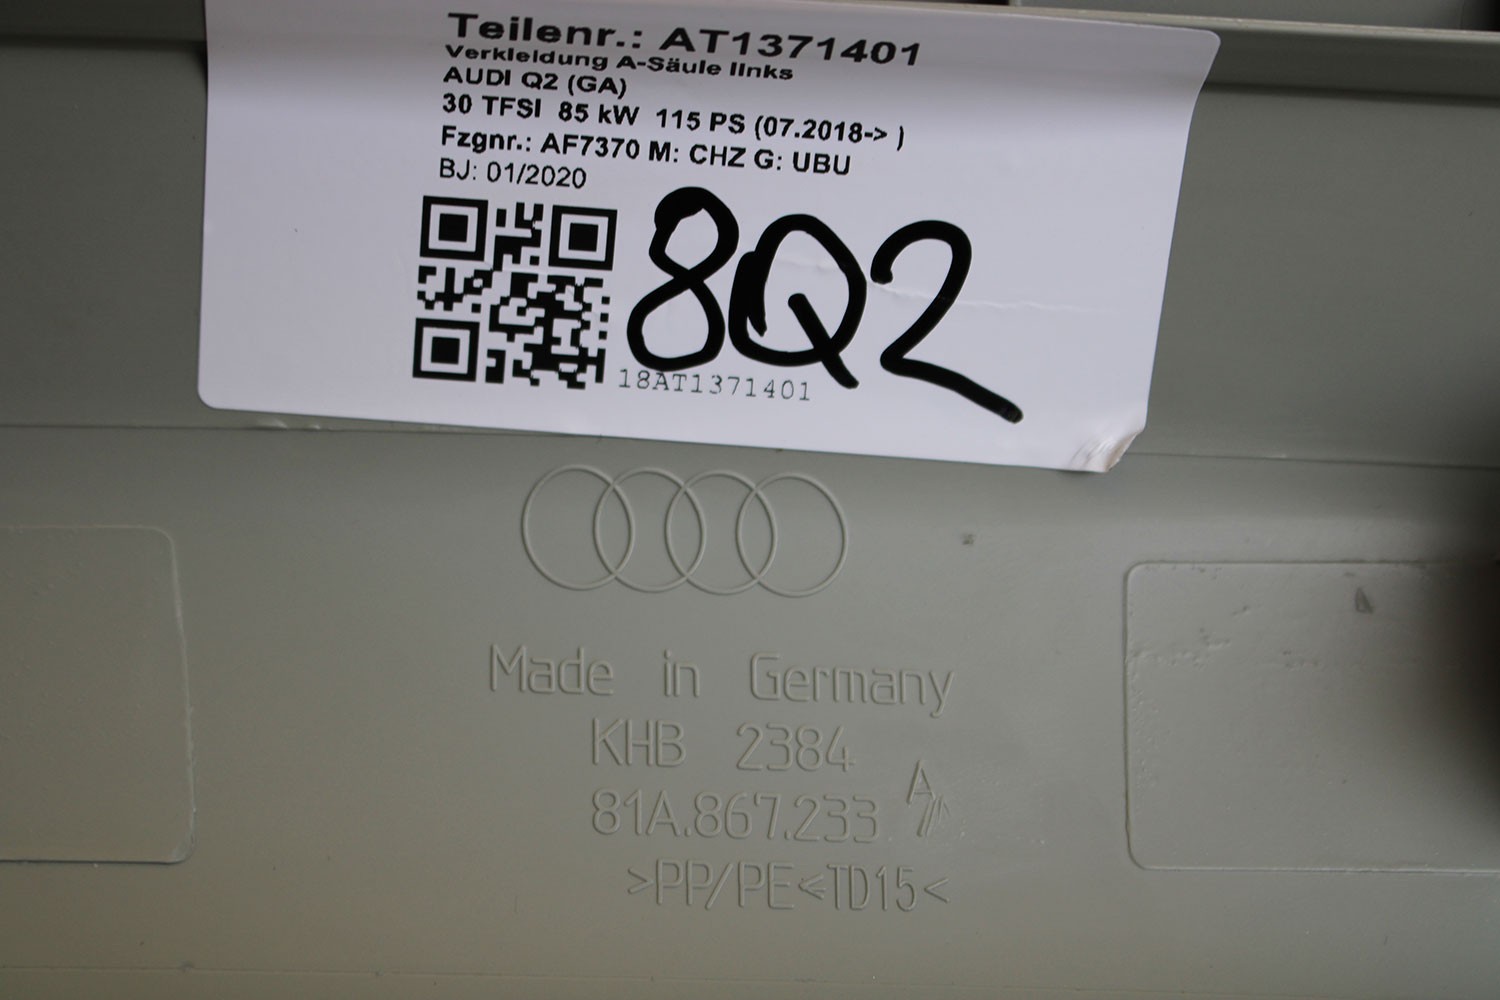 Teilenr.: AT1371401
Verkleidung A-Säule links
AUDI Q2 (GA)
30 TFSI 85 kW 115 PS (07.2018-> )
Fzgnr.: AF7370 M: CHZ G: UBU
BJ: 01/2020
8Q2
18AT1371401
Made in Germany
KHB 2384
81A.867.233 A
>PP/PE<TD15<